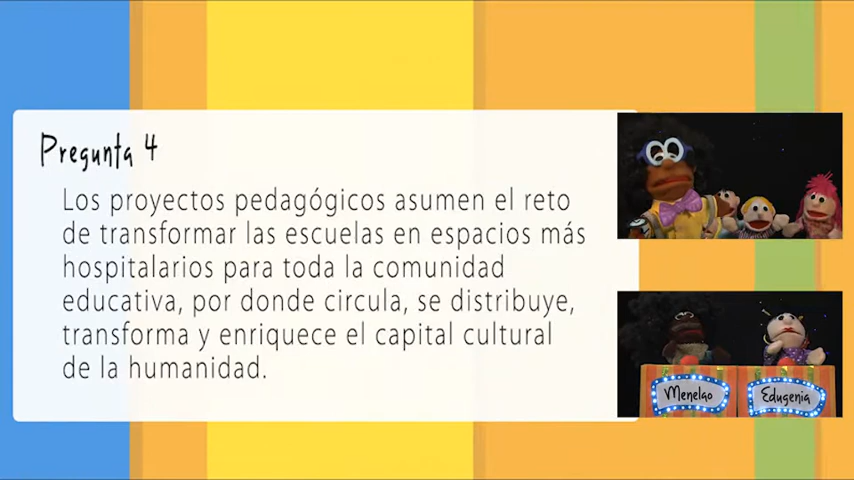 Pregunta 4
Los proyectos pedagógicos asumen el reto
de transformar las escuelas en espacios más
hospitalarios para toda la comunidad
educativa, por donde circula, se distribuye,
transforma y enriquece el capital cultural
de la humanidad.
Menelao
Edugenia